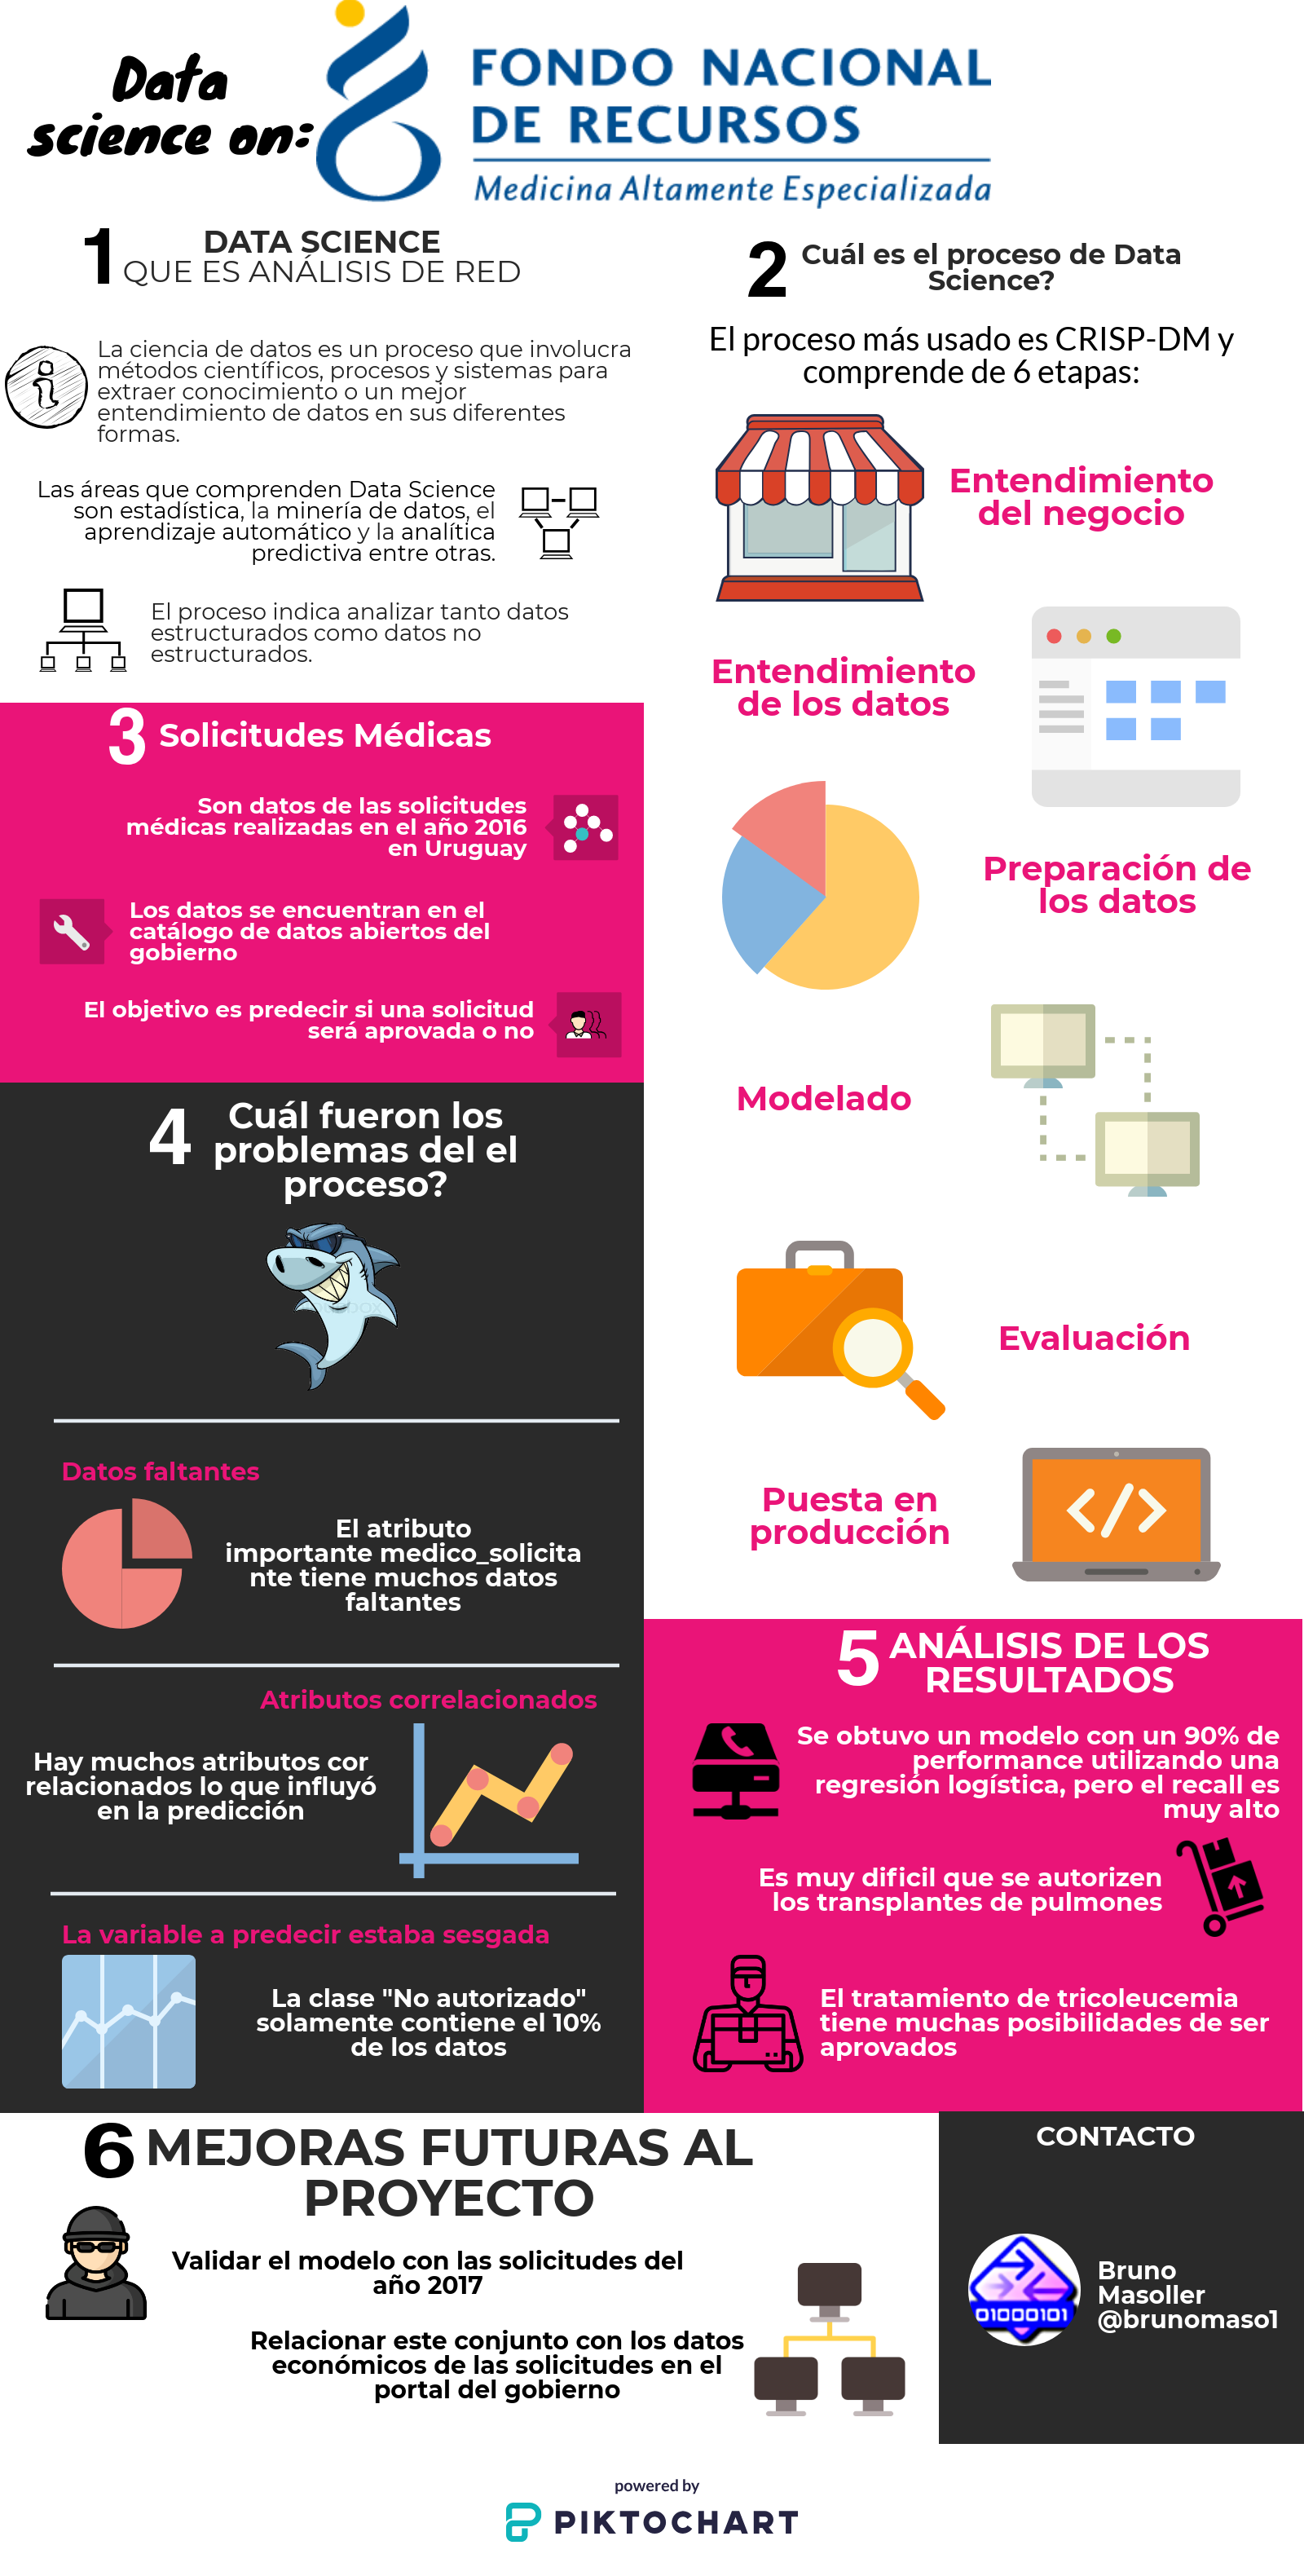 Data
science on:
FONDO NACIONAL
DE RECURSOS
Medicina Altamente Especializada
1
DATA SCIENCE
QUE ES ANÁLISIS DE RED
La ciencia de datos es un proceso que involucra
métodos científicos, procesos y sistemas para
extraer conocimiento o un mejor
entendimiento de datos en sus diferentes
formas.
Las áreas que comprenden Data Science
son estadística, la minería de datos, el
aprendizaje automático y la analítica
predictiva entre otras.
El proceso indica analizar tanto datos
estructurados como datos no
estructurados.
2
Cuál es el proceso de Data
Science?
El proceso más usado es CRISP-DM y
comprende de 6 etapas:
Entendimiento
del negocio
Entendimiento
de los datos
Preparación de
los datos
Modelado
Evaluación
Puesta en
producción
3
Solicitudes Médicas
Son datos de las solicitudes
médicas realizadas en el año 2016
en Uruguay
Los datos se encuentran en el
catálogo de datos abiertos del
gobierno
El objetivo es predecir si una solicitud
será aprovada o no
4
Cuál fueron los
problemas del el
proceso?
Datos faltantes
El atributo
importante medico_solicita
nte tiene muchos datos
faltantes
Atributos correlacionados
Hay muchos atributos cor
relacionados lo que influyó
en la predicción
La variable a predecir estaba sesgada
La clase "No autorizado"
solamente contiene el 10%
de los datos
5
ANÁLISIS DE LOS
RESULTADOS
Se obtuvo un modelo con un 90% de
performance utilizando una
regresión logística, pero el recall es
muy alto
Es muy dificil que se autorizen
los transplantes de pulmones
El tratamiento de tricoleucemia
tiene muchas posibilidades de ser
aprovados
6
MEJORAS FUTURAS AL
PROYECTO
Validar el modelo con las solicitudes del
año 2017
Relacionar este conjunto con los datos
económicos de las solicitudes en el
portal del gobierno
CONTACTO
01000101
Bruno
Masoller
@brunomaso1
powered by
PIKTOCHART